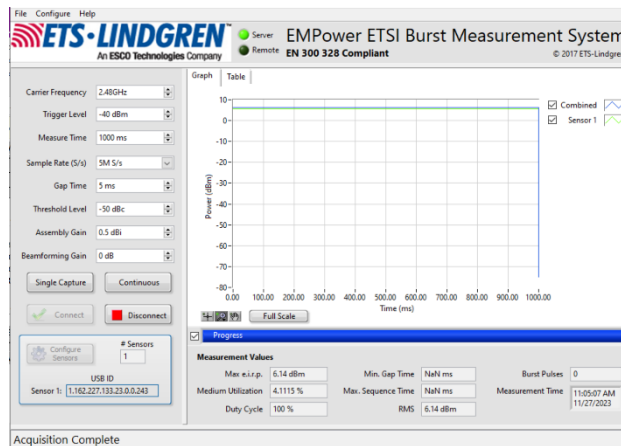 File Configure Help
ETS·LINDGREN™
An ESCO Technologies Company
Server
Remote
EMPower ETSI Burst Measurement System
EN 300 328 Compliant
© 2017 ETS-Lindgre
Carrier Frequency 2.48GHz
Trigger Level -40 dBm
Measure Time 1000 ms
Sample Rate (S/s) 5M S/s
Gap Time 5 ms
Threshold Level -50 dBc
Assembly Gain 0.5 dBi
Beamforming Gain 0 dB
Single Capture Continuous
Connect Disconnect
Configure Sensors
# Sensors
1
USB ID
Sensor 1: 1.162.227.133.23.0.0.243
Graph Table
Power (dBm)
10
0
-10
-20
-30
-40
-50
-60
-70
-80
0.00 100.00 200.00 300.00 400.00 500.00 600.00 700.00 800.00 900.00 1000.00
Time (ms)
Combined
Sensor 1
Full Scale
Progress
Measurement Values
Max e.i.r.p. 6.14 dBm Min. Gap Time NaN ms Burst Pulses 0
Medium Utilization 4.1115 % Max. Sequence Time NaN ms Measurement Time 11:05:07 AM
11/27/2023
Duty Cycle 100 % RMS 6.14 dBm
Acquisition Complete